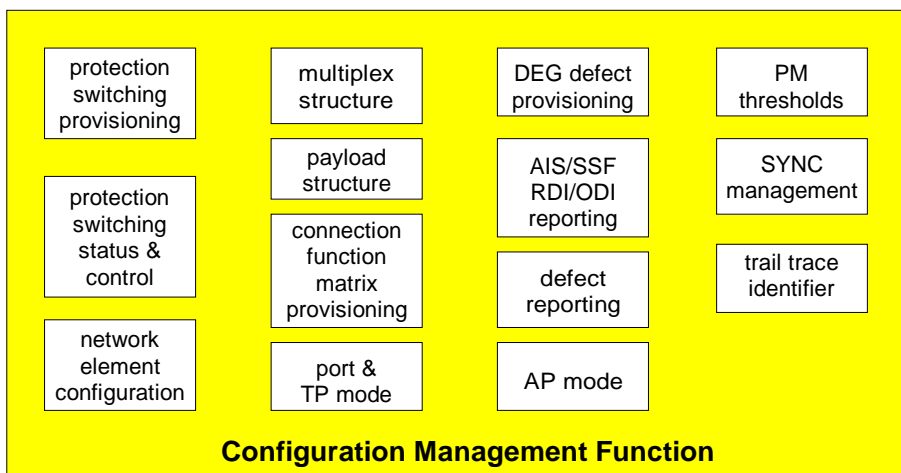 protection
switching
provisioning
protection
switching
status &
control
network
element
configuration
multiplex
structure
payload
structure
connection
function
matrix
provisioning
port &
TP mode
DEG defect
provisioning
AIS/SSF
RDI/ODI
reporting
defect
reporting
AP mode
PM
thresholds
SYNC
management
trail trace
identifier
Configuration Management Function